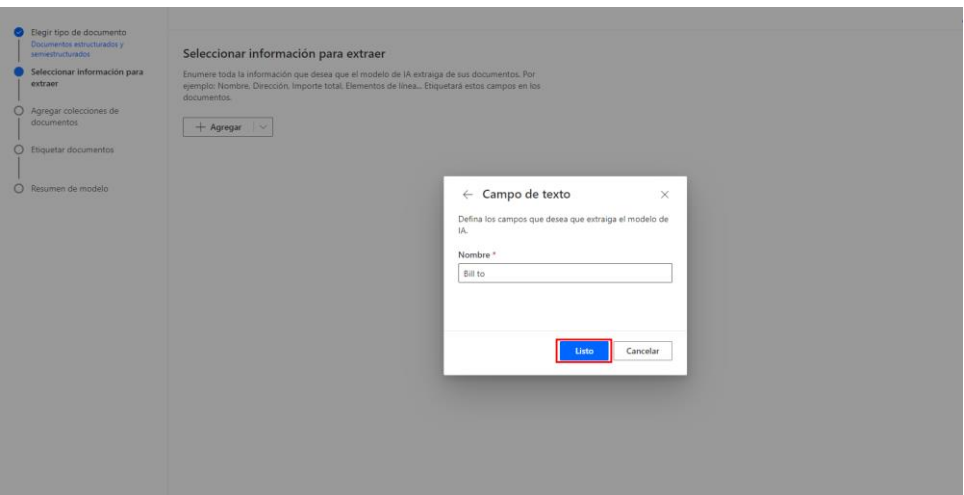 Elegir tipo de documento
Documentos estructurados y
semiestructurados
Seleccionar información para
extraer
Agregar colecciones de
documentos
Etiquetar documentos
Resumen de modelo
Seleccionar información para extraer
Enumere toda la información que desea que el modelo de IA extraiga de sus documentos. Por
ejemplo: Nombre, Dirección, Importe total, Elementos de línea... Etiquetará estos campos en los
documentos.
Agregar
Campo de texto
Defina los campos que desea que extraiga el modelo de
IA.
Nombre *
Bill to
Listo
Cancelar